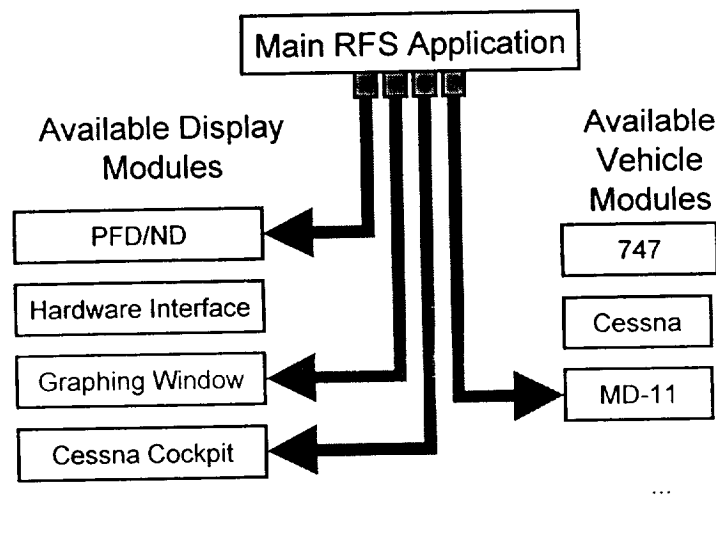 Main RFS Application
Available Display
Modules
PFD/ND
Hardware Interface
Graphing Window
Cessna Cockpit
Available
Vehicle
Modules
747
Cessna
MD-11
...